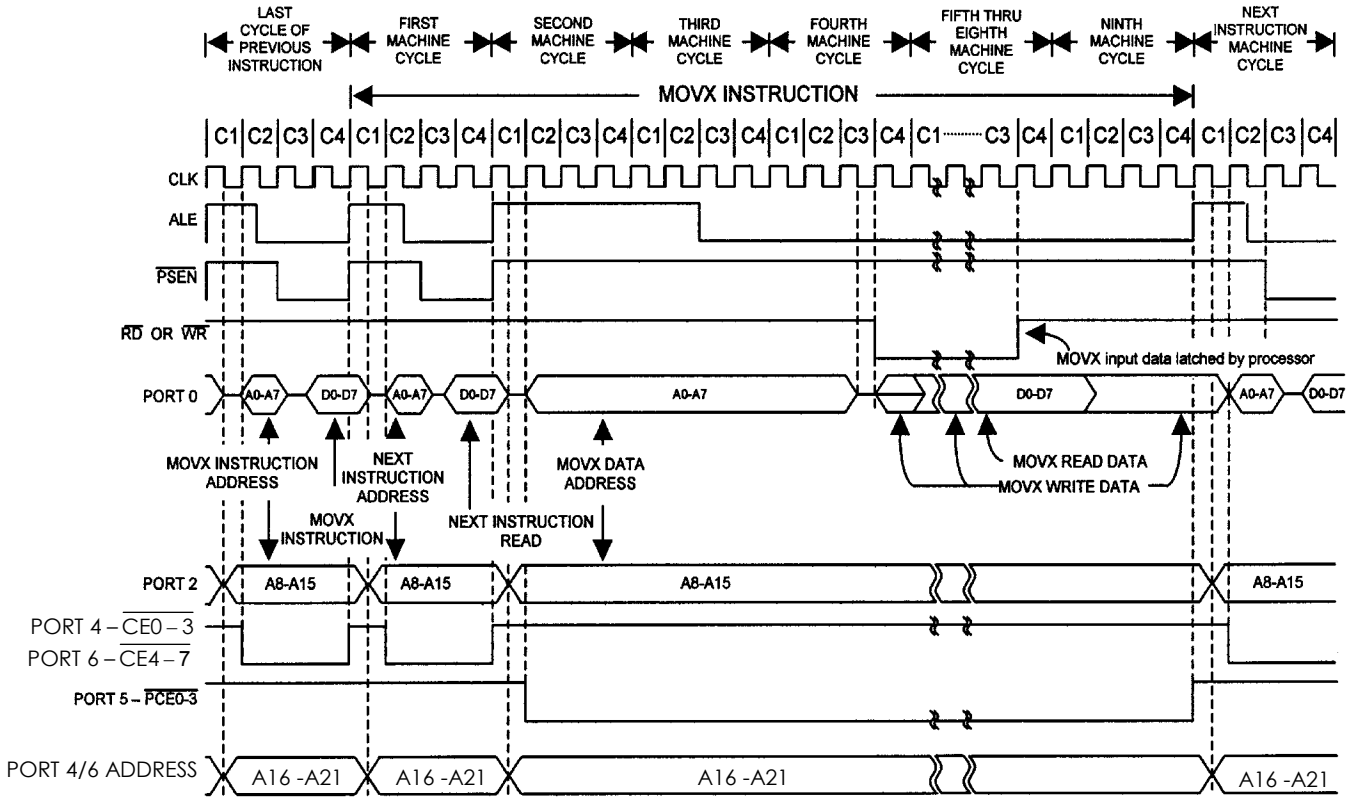 LAST CYCLE OF PREVIOUS INSTRUCTION
FIRST MACHINE CYCLE
SECOND MACHINE CYCLE
THIRD MACHINE CYCLE
FOURTH MACHINE CYCLE
FIFTH THRU EIGHTH MACHINE CYCLE
NINTH MACHINE CYCLE
NEXT INSTRUCTION MACHINE CYCLE
MOVX INSTRUCTION
C1 C2 C3 C4 C1 C2 C3 C4 C1 C2 C3 C4 C1 C2 C3 C4 C1 C2 C3 C4 C1 ········ C3 C4 C1 C2 C3 C4 C1 C2 C3 C4
CLK
ALE
PSEN
RD OR WR
MOVX input data latched by processor
PORT 0
A0-A7 D0-D7 A0-A7 D0-D7 A0-A7 D0-D7 A0-A7 D0-D7
MOVX INSTRUCTION ADDRESS
NEXT INSTRUCTION ADDRESS
MOVX DATA ADDRESS
MOVX READ DATA
MOVX WRITE DATA
MOVX INSTRUCTION
NEXT INSTRUCTION READ
PORT 2
A8-A15 A8-A15 A8-A15 A8-A15
PORT 4 – CE0 – 3
PORT 6 – CE4 – 7
PORT 5 – PCE0-3
PORT 4/6 ADDRESS
A16 -A21 A16 -A21 A16 -A21 A16 -A21